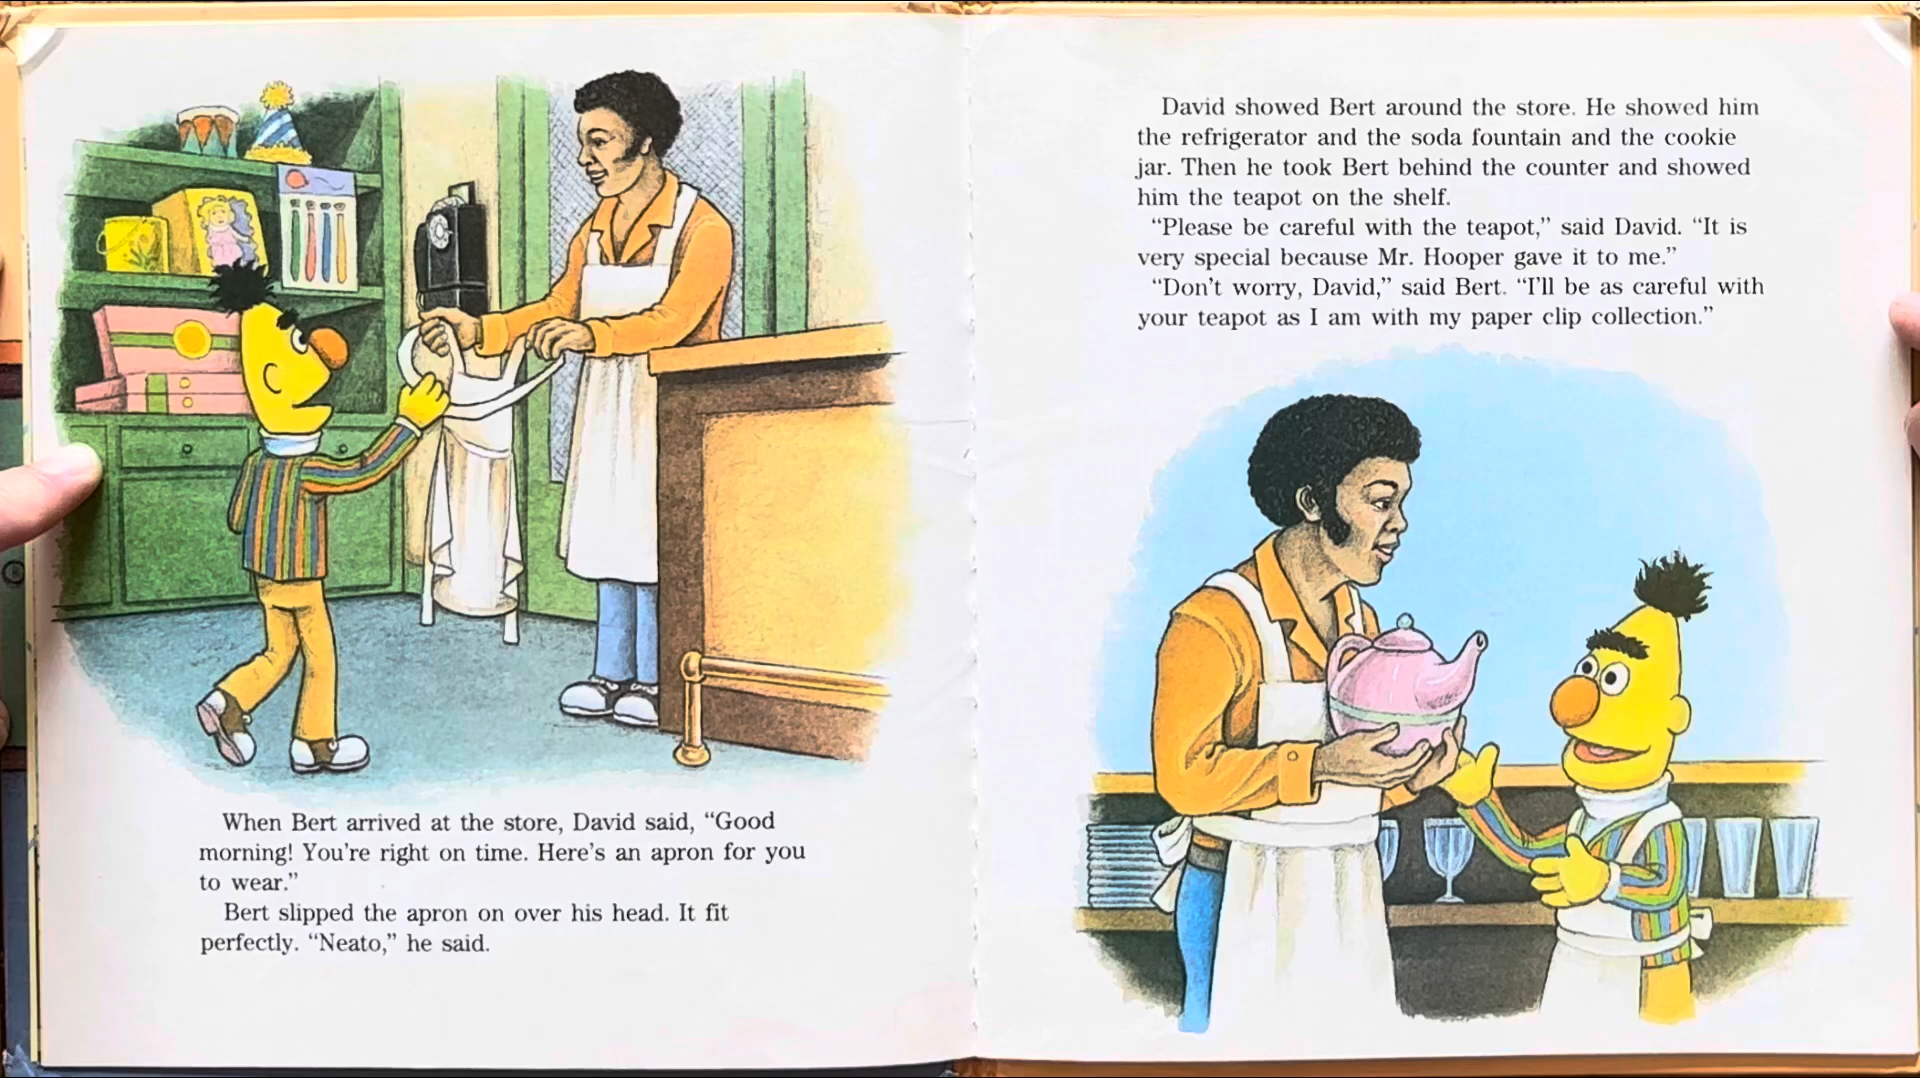 When Bert arrived at the store, David said, “Good
morning! You're right on time. Here's an apron for you
to wear.”
Bert slipped the apron on over his head. It fit
perfectly. “Neato,” he said.
David showed Bert around the store. He showed him
the refrigerator and the soda fountain and the cookie
jar. Then he took Bert behind the counter and showed
him the teapot on the shelf.
“Please be careful with the teapot,” said David. “It is
very special because Mr. Hooper gave it to me.”
“Don't worry, David,” said Bert. “I'll be as careful with
your teapot as I am with my paper clip collection.”